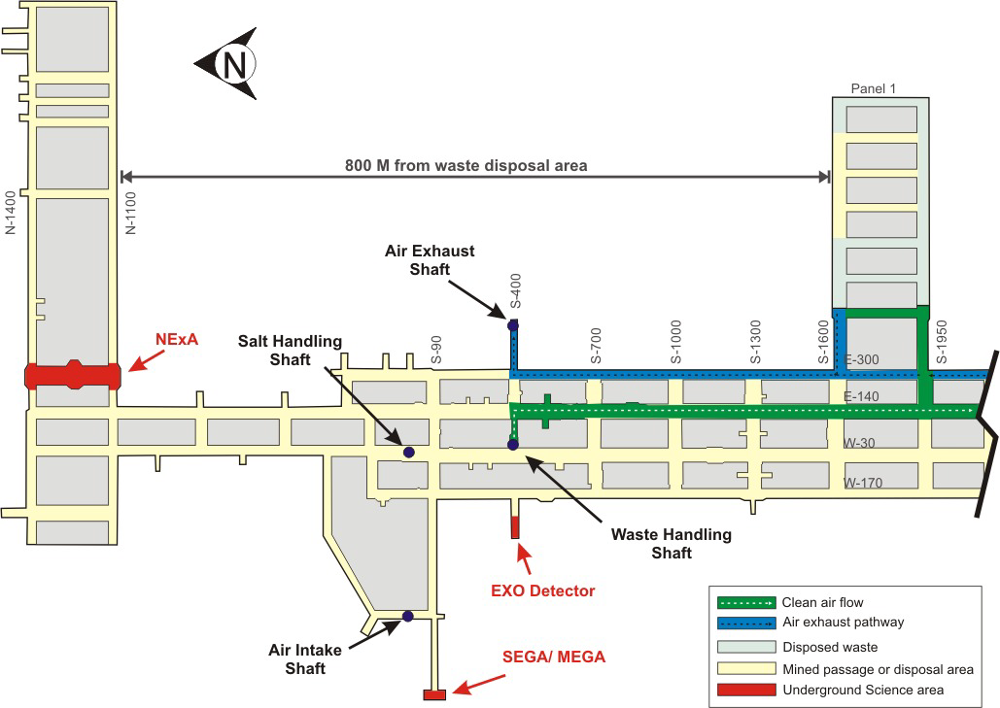 N
Panel 1
800 M from waste disposal area
N-1400
N-1100
Air Exhaust
Shaft
S-400
NExA
Salt Handling
Shaft
S-90
S-700
S-1000
S-1300
S-1600
S-1950
E-300
E-140
W-30
W-170
Waste Handling
Shaft
EXO Detector
Air Intake
Shaft
SEGA/ MEGA
Clean air flow
Air exhaust pathway
Disposed waste
Mined passage or disposal area
Underground Science area